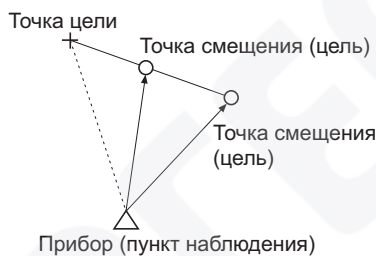 Точка цели
Точка смещения (цель)
Точка смещения
(цель)
Прибор (пункт наблюдения)